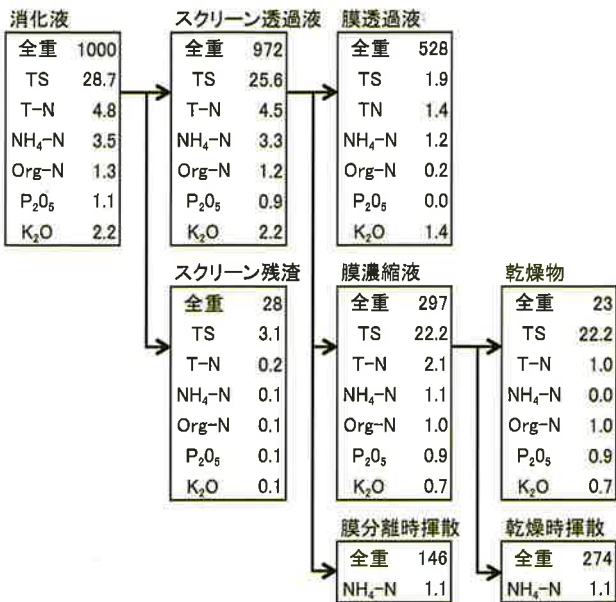 消化液
全重 1000
TS 28.7
T-N 4.8
NH₄-N 3.5
Org-N 1.3
P₂O₅ 1.1
K₂O 2.2
スクリーン透過液
全重 972
TS 25.6
T-N 4.5
NH₄-N 3.3
Org-N 1.2
P₂O₅ 0.9
K₂O 2.2
膜透過液
全重 528
TS 1.9
TN 1.4
NH₄-N 1.2
Org-N 0.2
P₂O₅ 0.0
K₂O 1.4
スクリーン残渣
全重 28
TS 3.1
T-N 0.2
NH₄-N 0.1
Org-N 0.1
P₂O₅ 0.1
K₂O 0.1
膜濃縮液
全重 297
TS 22.2
T-N 2.1
NH₄-N 1.1
Org-N 1.0
P₂O₅ 0.9
K₂O 0.7
乾燥物
全重 23
TS 22.2
T-N 1.0
NH₄-N 0.0
Org-N 1.0
P₂O₅ 0.9
K₂O 0.7
膜分離時揮散
全重 146
NH₄-N 1.1
乾燥時揮散
全重 274
NH₄-N 1.1